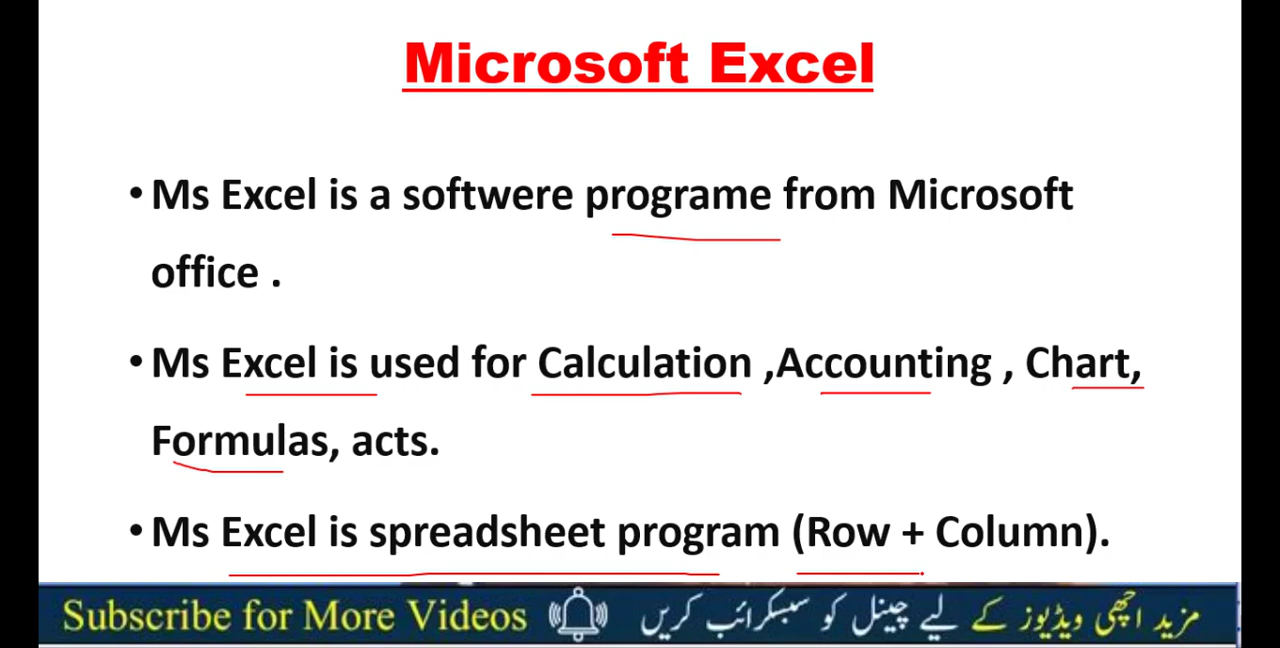 Microsoft Excel
• Ms Excel is a softwere programe from Microsoft
office .
• Ms Excel is used for Calculation ,Accounting , Chart,
Formulas, acts.
• Ms Excel is spreadsheet program (Row + Column).
Subscribe for More Videos مزید اچھی ویڈیوز کے لیے چینل کو سبسکرائب کریں